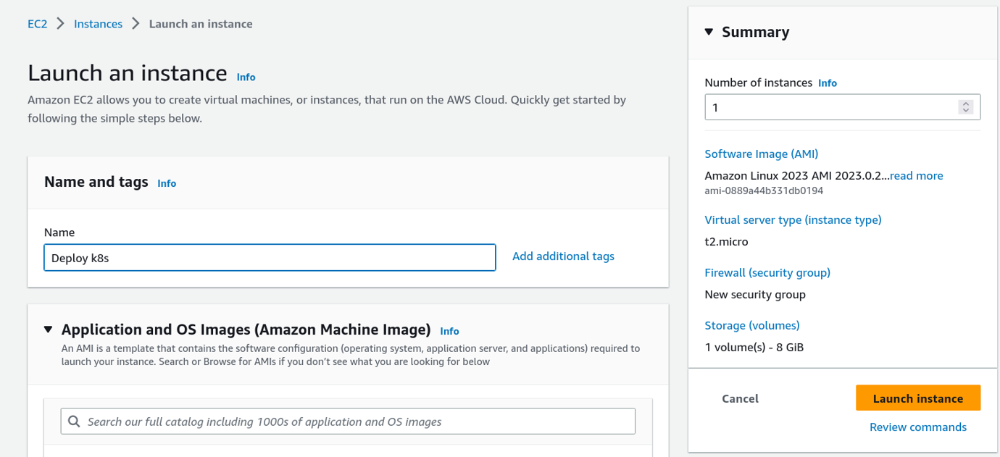 EC2 > Instances > Launch an instance
Launch an instance Info
Amazon EC2 allows you to create virtual machines, or instances, that run on the AWS Cloud. Quickly get started by
following the simple steps below.
Name and tags Info
Name
Deploy k8s
Add additional tags
Application and OS Images (Amazon Machine Image) Info
An AMI is a template that contains the software configuration (operating system, application server, and applications) required to
launch your instance. Search or Browse for AMIs if you don't see what you are looking for below
Search our full catalog including 1000s of application and OS images
Summary
Number of instances Info
1
Software Image (AMI)
Amazon Linux 2023 AMI 2023.0.2...read more
ami-0889a44b331db0194
Virtual server type (instance type)
t2.micro
Firewall (security group)
New security group
Storage (volumes)
1 volume(s) - 8 GiB
Cancel
Launch instance
Review commands